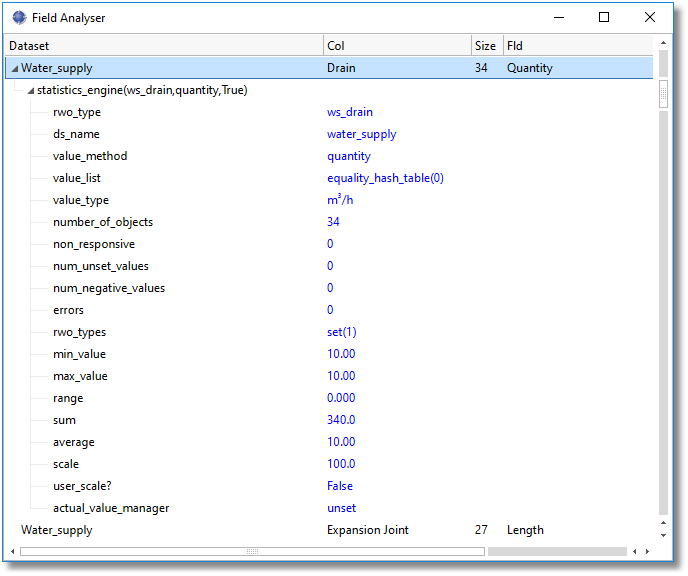 Field Analyser
Dataset Col Size Fld
Water_supply Drain 34 Quantity
statistics_engine(ws_drain,quantity,True)
rwo_type ws_drain
ds_name water_supply
value_method quantity
value_list equality_hash_table(0)
value_type m³/h
number_of_objects 34
non_responsive 0
num_unset_values 0
num_negative_values 0
errors 0
rwo_types set(1)
min_value 10.00
max_value 10.00
range 0.000
sum 340.0
average 10.00
scale 100.0
user_scale? False
actual_value_manager unset
Water_supply Expansion Joint 27 Length